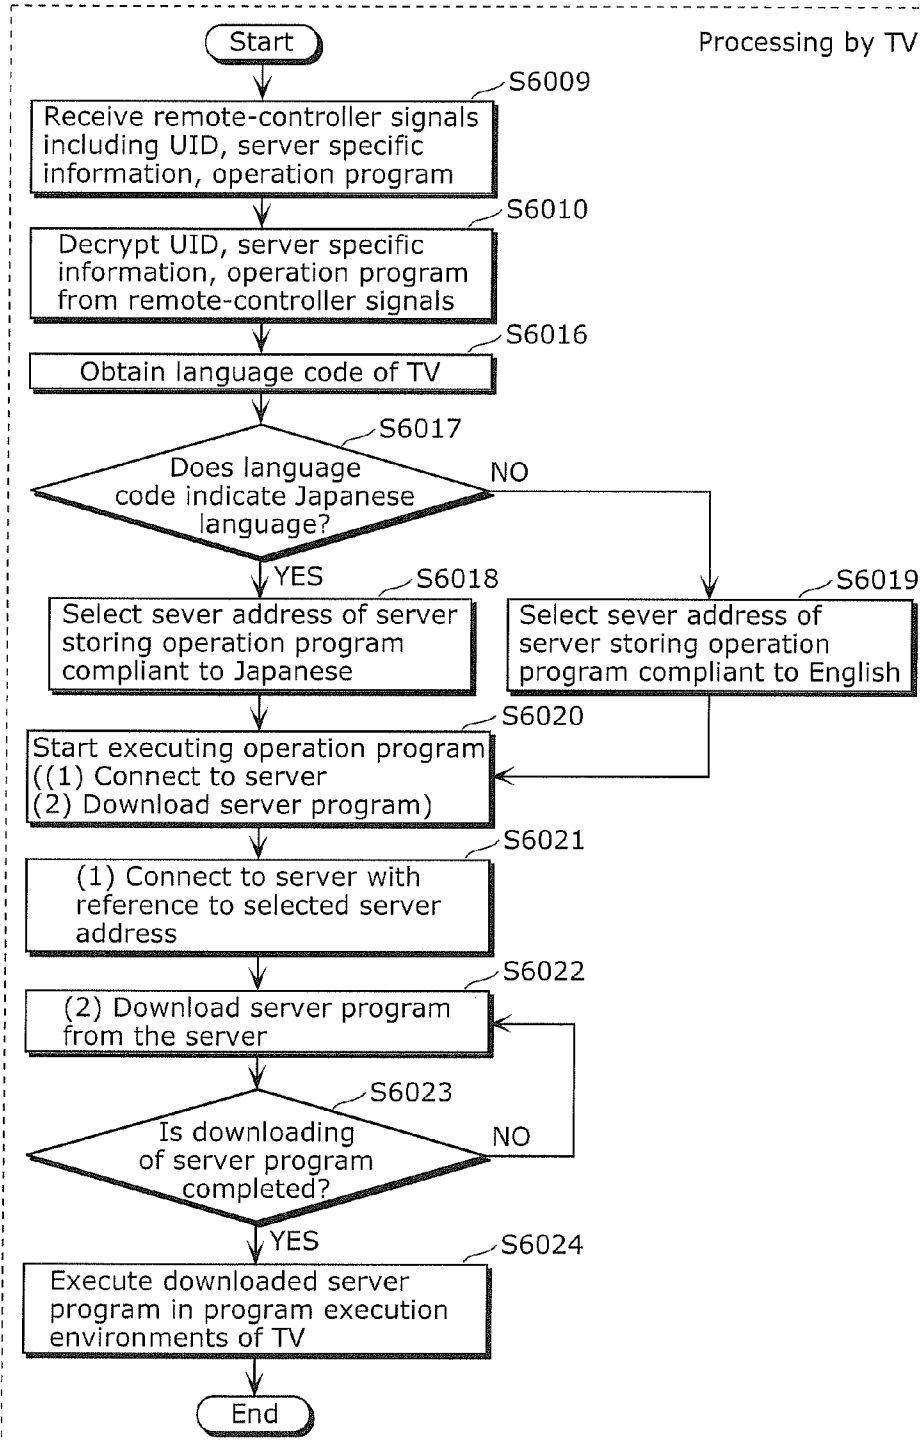 Start
Processing by TV
S6009
Receive remote-controller signals
including UID, server specific
information, operation program
S6010
Decrypt UID, server specific
information, operation program
from remote-controller signals
S6016
Obtain language code of TV
S6017
Does language
code indicate Japanese
language?
NO
YES
S6018
Select sever address of server
storing operation program
compliant to Japanese
S6019
Select sever address of
server storing operation
program compliant to English
S6020
Start executing operation program
((1) Connect to server
(2) Download server program)
S6021
(1) Connect to server with
reference to selected server
address
S6022
(2) Download server program
from the server
S6023
Is downloading
of server program
completed?
NO
YES
S6024
Execute downloaded server
program in program execution
environments of TV
End